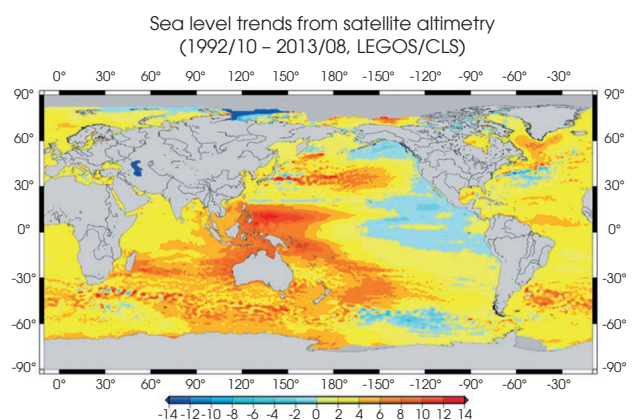 Sea level trends from satellite altimetry
(1992/10 – 2013/08, LEGOS/CLS)
0° 30° 60° 90° 120° 150° -150° -120° -90° -60° -30°
90° 90°
60° 60°
30° 30°
0° 0°
-30° -30°
-60° -60°
-90° -90°
0° 30° 60° 90° 120° 150° -150° -120° -90° -60° -30°
-14 -12 -10 -8 -6 -4 -2 0 2 4 6 8 10 12 14